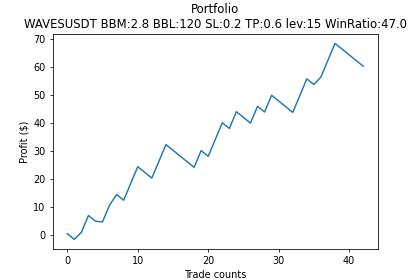 Portfolio
WAVESUSDT BBM:2.8 BBL:120 SL:0.2 TP:0.6 lev:15 WinRatio:47.0
70
60
50
40
30
20
10
0
Profit ($)
0 10 20 30 40
Trade counts